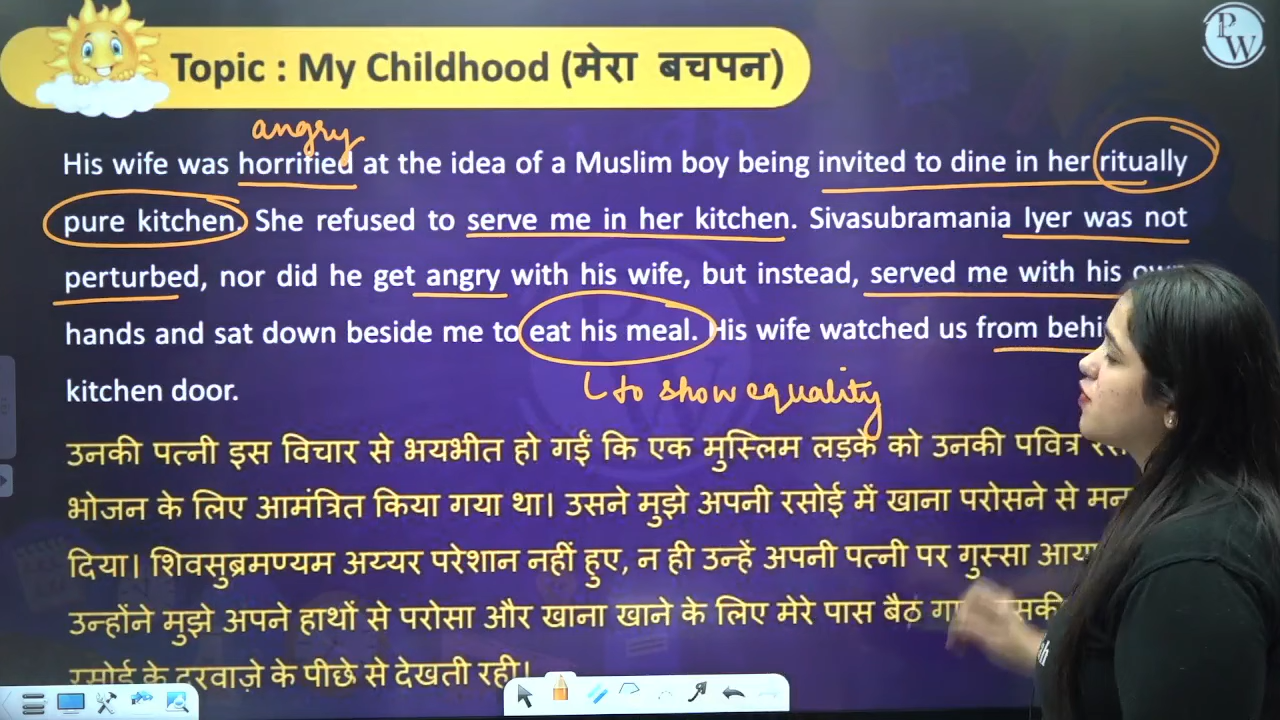 Topic : My Childhood (मेरा बचपन)
PW
angry
His wife was horrified at the idea of a Muslim boy being invited to dine in her ritually
pure kitchen. She refused to serve me in her kitchen. Sivasubramania Iyer was not
perturbed, nor did he get angry with his wife, but instead, served me with his
hands and sat down beside me to eat his meal. His wife watched us from
kitchen door.
to show equality
उनकी पत्नी इस विचार से भयभीत हो गईं कि एक मुस्लिम लड़के को उनकी पवित्र
भोजन के लिए आमंत्रित किया गया था। उसने मुझे अपनी रसोई में खाना परोसने से
दिया। शिवसुब्रमण्यम अय्यर परेशान नहीं हुए, न ही उन्हें अपनी पत्नी पर गुस्सा
उन्होंने मुझे अपने हाथों से परोसा और खाना खाने के लिए मेरे पास बैठ
रसोई के दरवाज़े के पीछे से देखती रही।